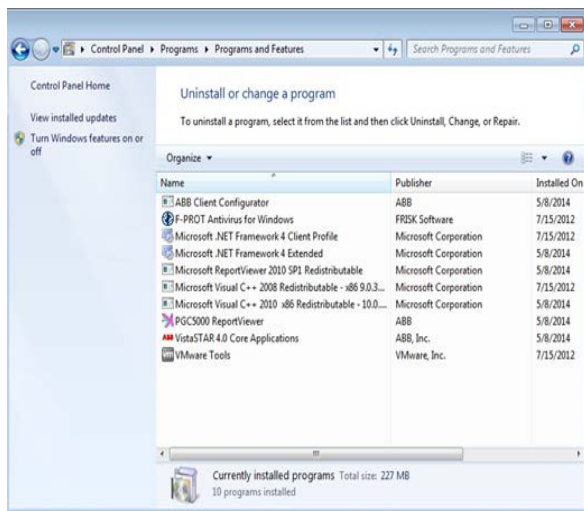 Control Panel ▸ Programs ▸ Programs and Features
Search Programs and Features
Control Panel Home
View installed updates
Turn Windows features on or off
Uninstall or change a program
To uninstall a program, select it from the list and then click Uninstall, Change, or Repair.
Organize
Name Publisher Installed On
ABB Client Configurator ABB 5/8/2014
F-PROT Antivirus for Windows FRISK Software 7/15/2012
Microsoft .NET Framework 4 Client Profile Microsoft Corporation 7/15/2012
Microsoft .NET Framework 4 Extended Microsoft Corporation 5/8/2014
Microsoft ReportViewer 2010 SP1 Redistributable Microsoft Corporation 5/8/2014
Microsoft Visual C++ 2008 Redistributable - x86 9.0.3... Microsoft Corporation 7/15/2012
Microsoft Visual C++ 2010 x86 Redistributable - 10.0.... Microsoft Corporation 5/8/2014
PGC5000 ReportViewer ABB 5/8/2014
ABB VistaSTAR 4.0 Core Applications ABB, Inc. 5/8/2014
vm VMware Tools VMware, Inc. 7/15/2012
Currently installed programs Total size: 227 MB
10 programs installed